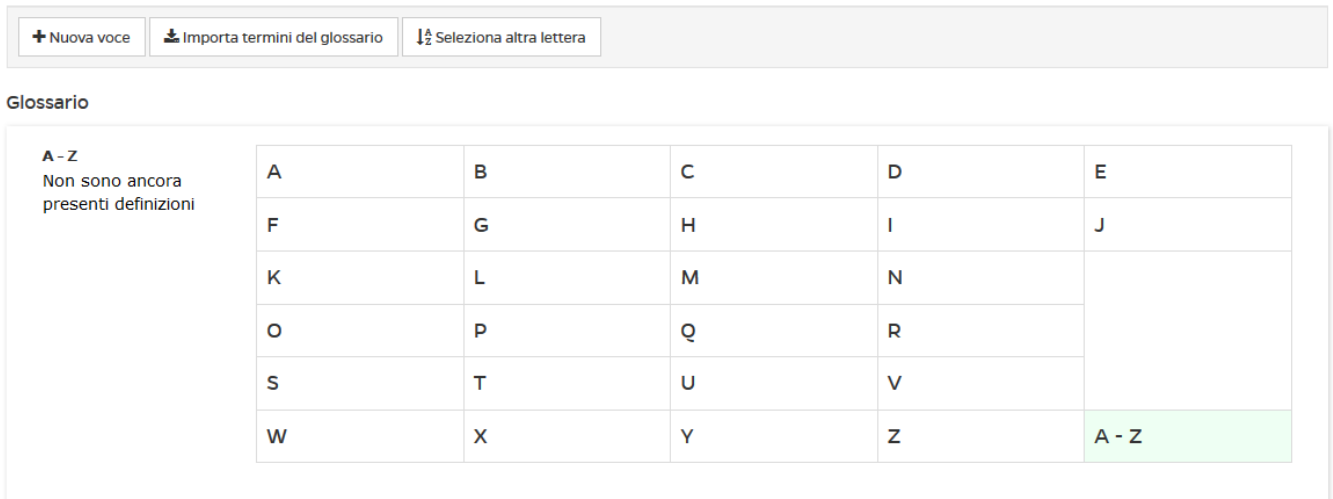 Nuova voce
Importa termini del glossario
Seleziona altra lettera
Glossario
A - Z
Non sono ancora
presenti definizioni
A B C D E
F G H I J
K L M N
O P Q R
S T U V
W X Y Z A - Z